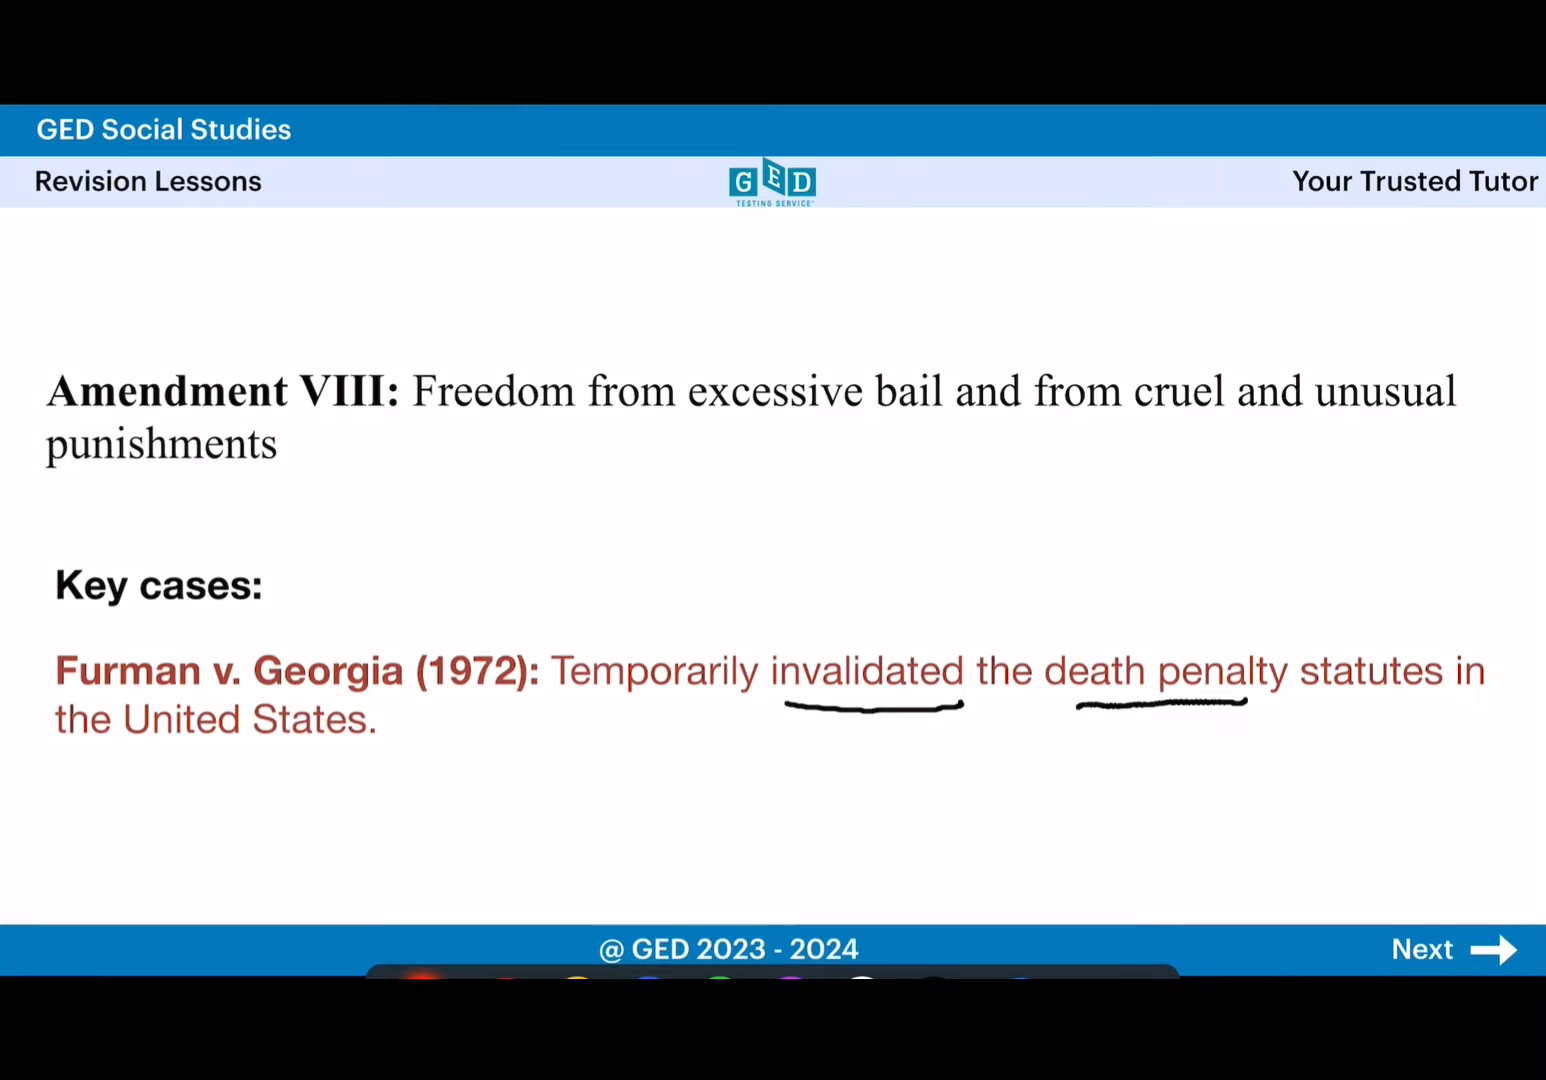 GED Social Studies
Revision Lessons
GED
TESTING SERVICE
Your Trusted Tutor
Amendment VIII: Freedom from excessive bail and from cruel and unusual
punishments
Key cases:
Furman v. Georgia (1972): Temporarily invalidated the death penalty statutes in
the United States.
@ GED 2023 - 2024
Next